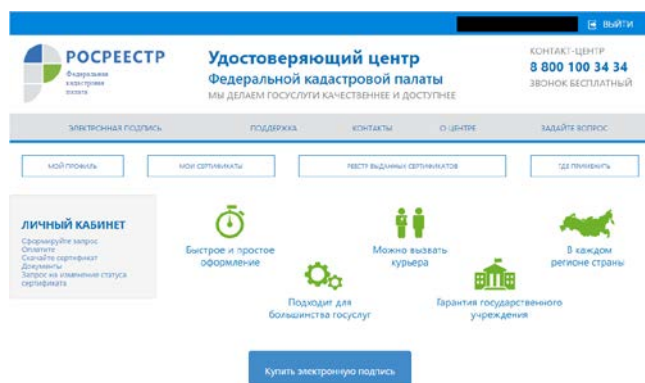 ВЫЙТИ
РОСРЕЕСТР
Федеральная
кадастровая
палата
Удостоверяющий центр
Федеральной кадастровой палаты
МЫ ДЕЛАЕМ ГОСУСЛУГИ КАЧЕСТВЕННЕЕ И ДОСТУПНЕЕ
КОНТАКТ-ЦЕНТР
8 800 100 34 34
ЗВОНОК БЕСПЛАТНЫЙ
ЭЛЕКТРОННАЯ ПОДПИСЬ ПОДДЕРЖКА КОНТАКТЫ О ЦЕНТРЕ ЗАДАЙТЕ ВОПРОС
МОЙ ПРОФИЛЬ МОИ СЕРТИФИКАТЫ РЕЕСТР ВЫДАННЫХ СЕРТИФИКАТОВ ГДЕ ПРИМЕНИТЬ
ЛИЧНЫЙ КАБИНЕТ
Сформируйте запрос
Оплатите
Скачайте сертификат
Документы
Запрос на изменение статуса
сертификата
Быстрое и простое
оформление
Можно вызвать
курьера
В каждом
регионе страны
Подходит для
большинства госуслуг
Гарантия государственного
учреждения
Купить электронную подпись